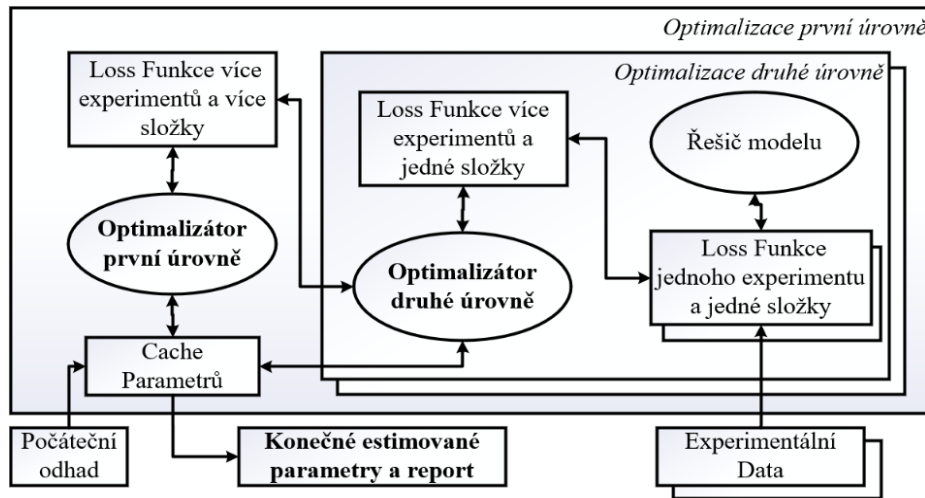 Optimalizace první úrovně
Loss Funkce více
experimentů a více
složky
Optimalizace druhé úrovně
Loss Funkce více
experimentů a
jedné složky
Řešič modelu
Optimalizátor
první úrovně
Optimalizátor
druhé úrovně
Loss Funkce
jednoho experimentu
a jedné složky
Cache
Parametrů
Počáteční
odhad
Konečné estimované
parametry a report
Experimentální
Data